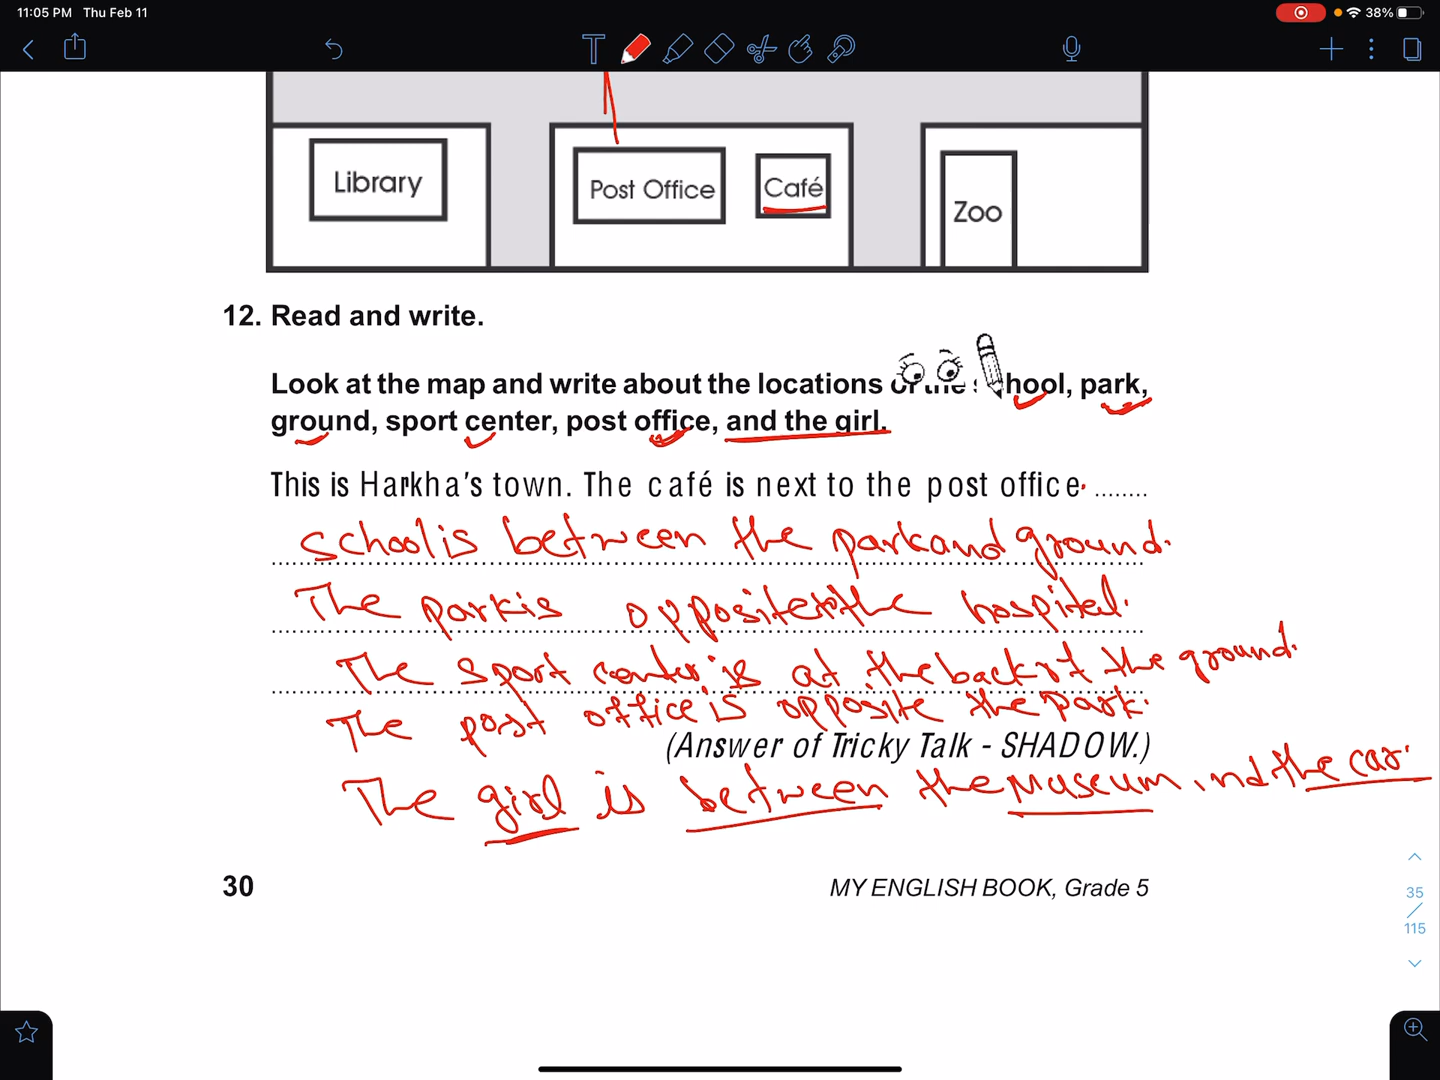 11:05 PM Thu Feb 11
38%
Library
Post Office
Café
Zoo
12. Read and write.
Look at the map and write about the locations of the school, park,
ground, sport center, post office, and the girl.
This is Harkha's town. The café is next to the post office. ........
School is between the park and ground.
The park is opposite to the hospital.
The sport center is at the back of the ground.
The post office is opposite the park.
(Answer of Tricky Talk - SHADOW.)
The girl is between the Museum and the car.
30
MY ENGLISH BOOK, Grade 5
35
/
115